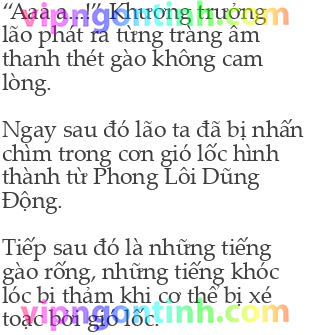 “Aaa a...!” Khương trưởng
lão phát ra từng tràng âm
thanh thét gào không cam
lòng.
Ngay sau đó lão ta đã bị nhấn
chìm trong cơn gió lốc hình
thành từ Phong Lôi Dũng
Động.
Tiếp sau đó là những tiếng
gào rống, những tiếng khóc
lóc bi thảm khi cơ thể bị xé
toạc bởi gió lốc.
vipngontinh.com
vipngontinh.com